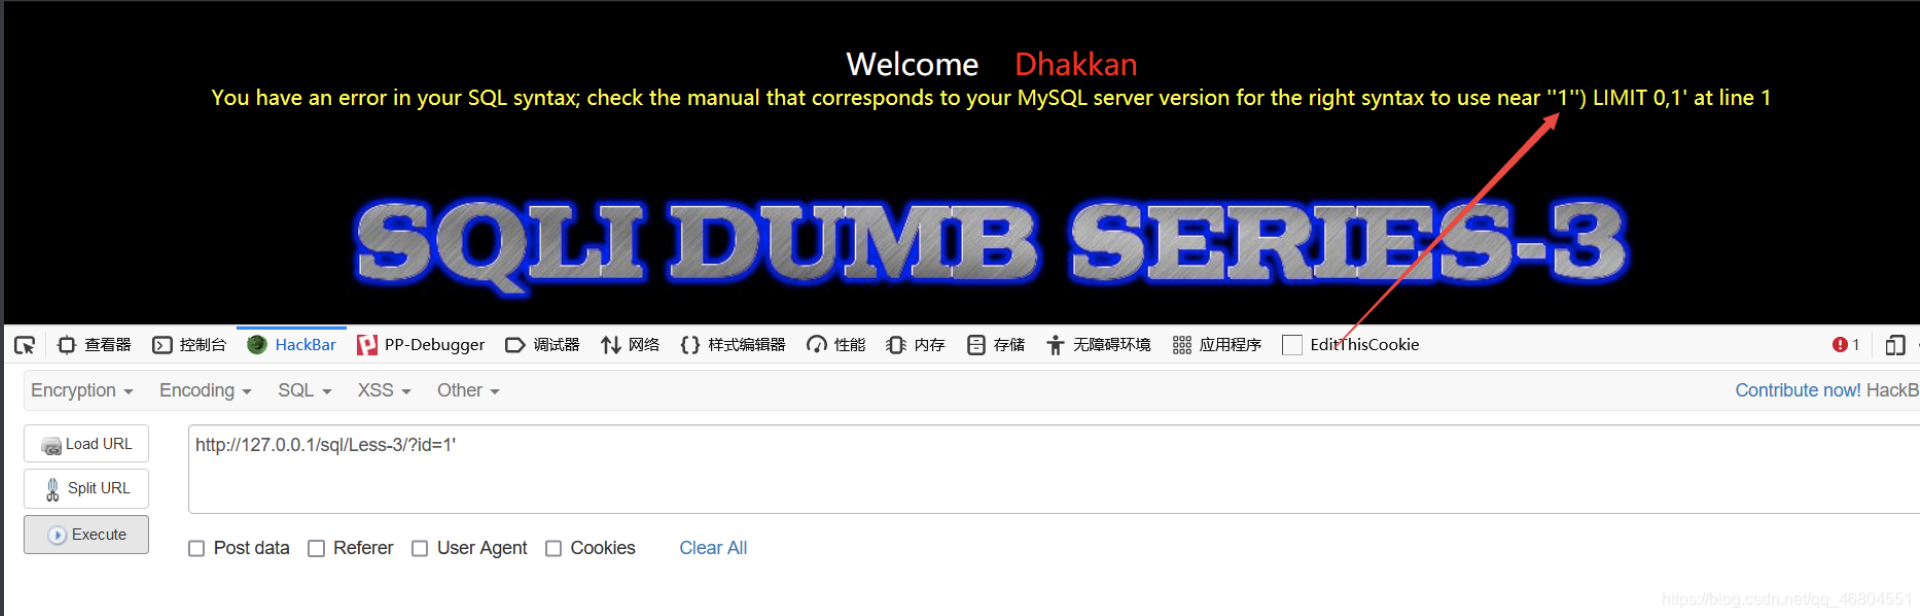 Welcome Dhakkan
You have an error in your SQL syntax; check the manual that corresponds to your MySQL server version for the right syntax to use near ''1'') LIMIT 0,1' at line 1
SQLI DUMB SERIES-3
查看器 控制台 HackBar PP-Debugger 调试器 网络 {} 样式编辑器 性能 内存 存储 无障碍环境 应用程序 EditThisCookie 1
Encryption Encoding SQL XSS Other Contribute now! HackB
Load URL http://127.0.0.1/sql/Less-3/?id=1'
Split URL
Execute
Post data Referer User Agent Cookies Clear All
https://blog.csdn.net/qq_46804551